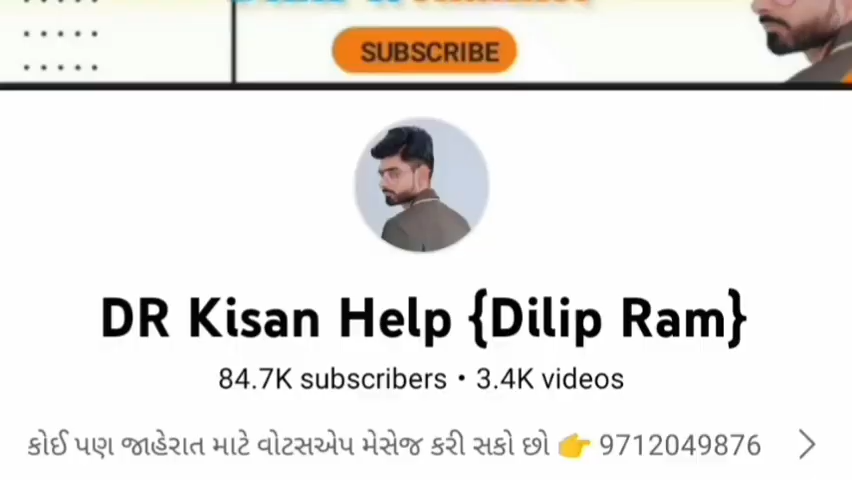 SUBSCRIBE
DR Kisan Help {Dilip Ram}
84.7K subscribers • 3.4K videos
કોઈ પણ જાહેરાત માટે વોટસએપ મેસેજ કરી સકો છો 👉 9712049876